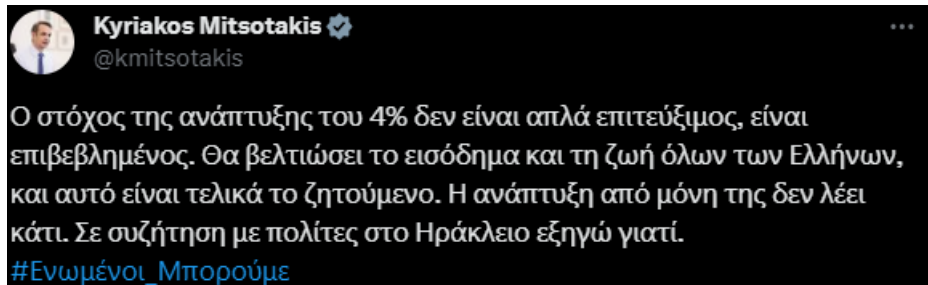 Kyriakos Mitsotakis
@kmitsotakis
Ο στόχος της ανάπτυξης του 4% δεν είναι απλά επιτεύξιμος, είναι
επιβεβλημένος. Θα βελτιώσει το εισόδημα και τη ζωή όλων των Ελλήνων,
και αυτό είναι τελικά το ζητούμενο. Η ανάπτυξη από μόνη της δεν λέει
κάτι. Σε συζήτηση με πολίτες στο Ηράκλειο εξηγώ γιατί.
#Ενωμένοι_Μπορούμε